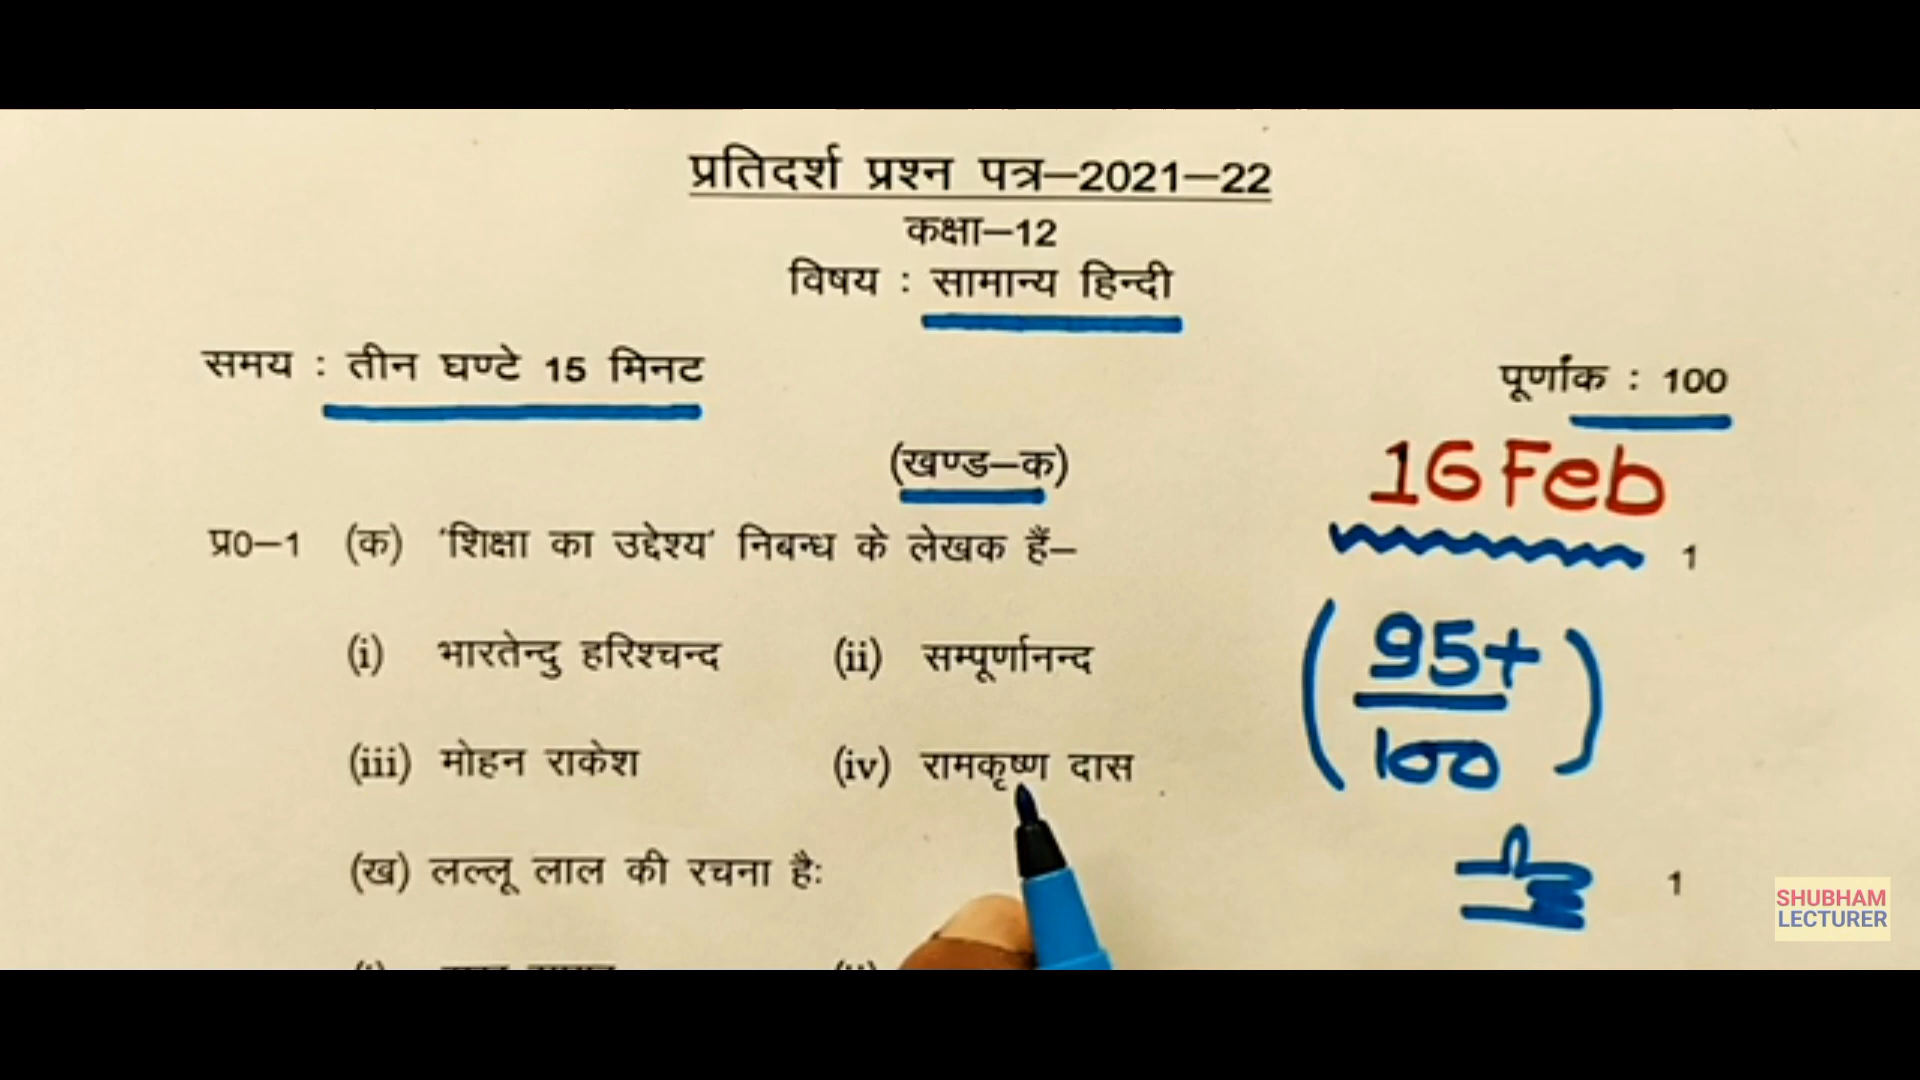 प्रतिदर्श प्रश्न पत्र—2021—22
कक्षा—12
विषय : सामान्य हिन्दी
समय : तीन घण्टे 15 मिनट
पूर्णांक : 100
(खण्ड—क)
16 Feb
प्र0—1 (क) 'शिक्षा का उद्देश्य' निबन्ध के लेखक हैं— 1
(i) भारतेन्दु हरिश्चन्द (ii) सम्पूर्णानन्द
(95+
100)
(iii) मोहन राकेश (iv) रामकृष्ण दास
(ख) लल्लू लाल की रचना हैः 1
SHUBHAM
LECTURER